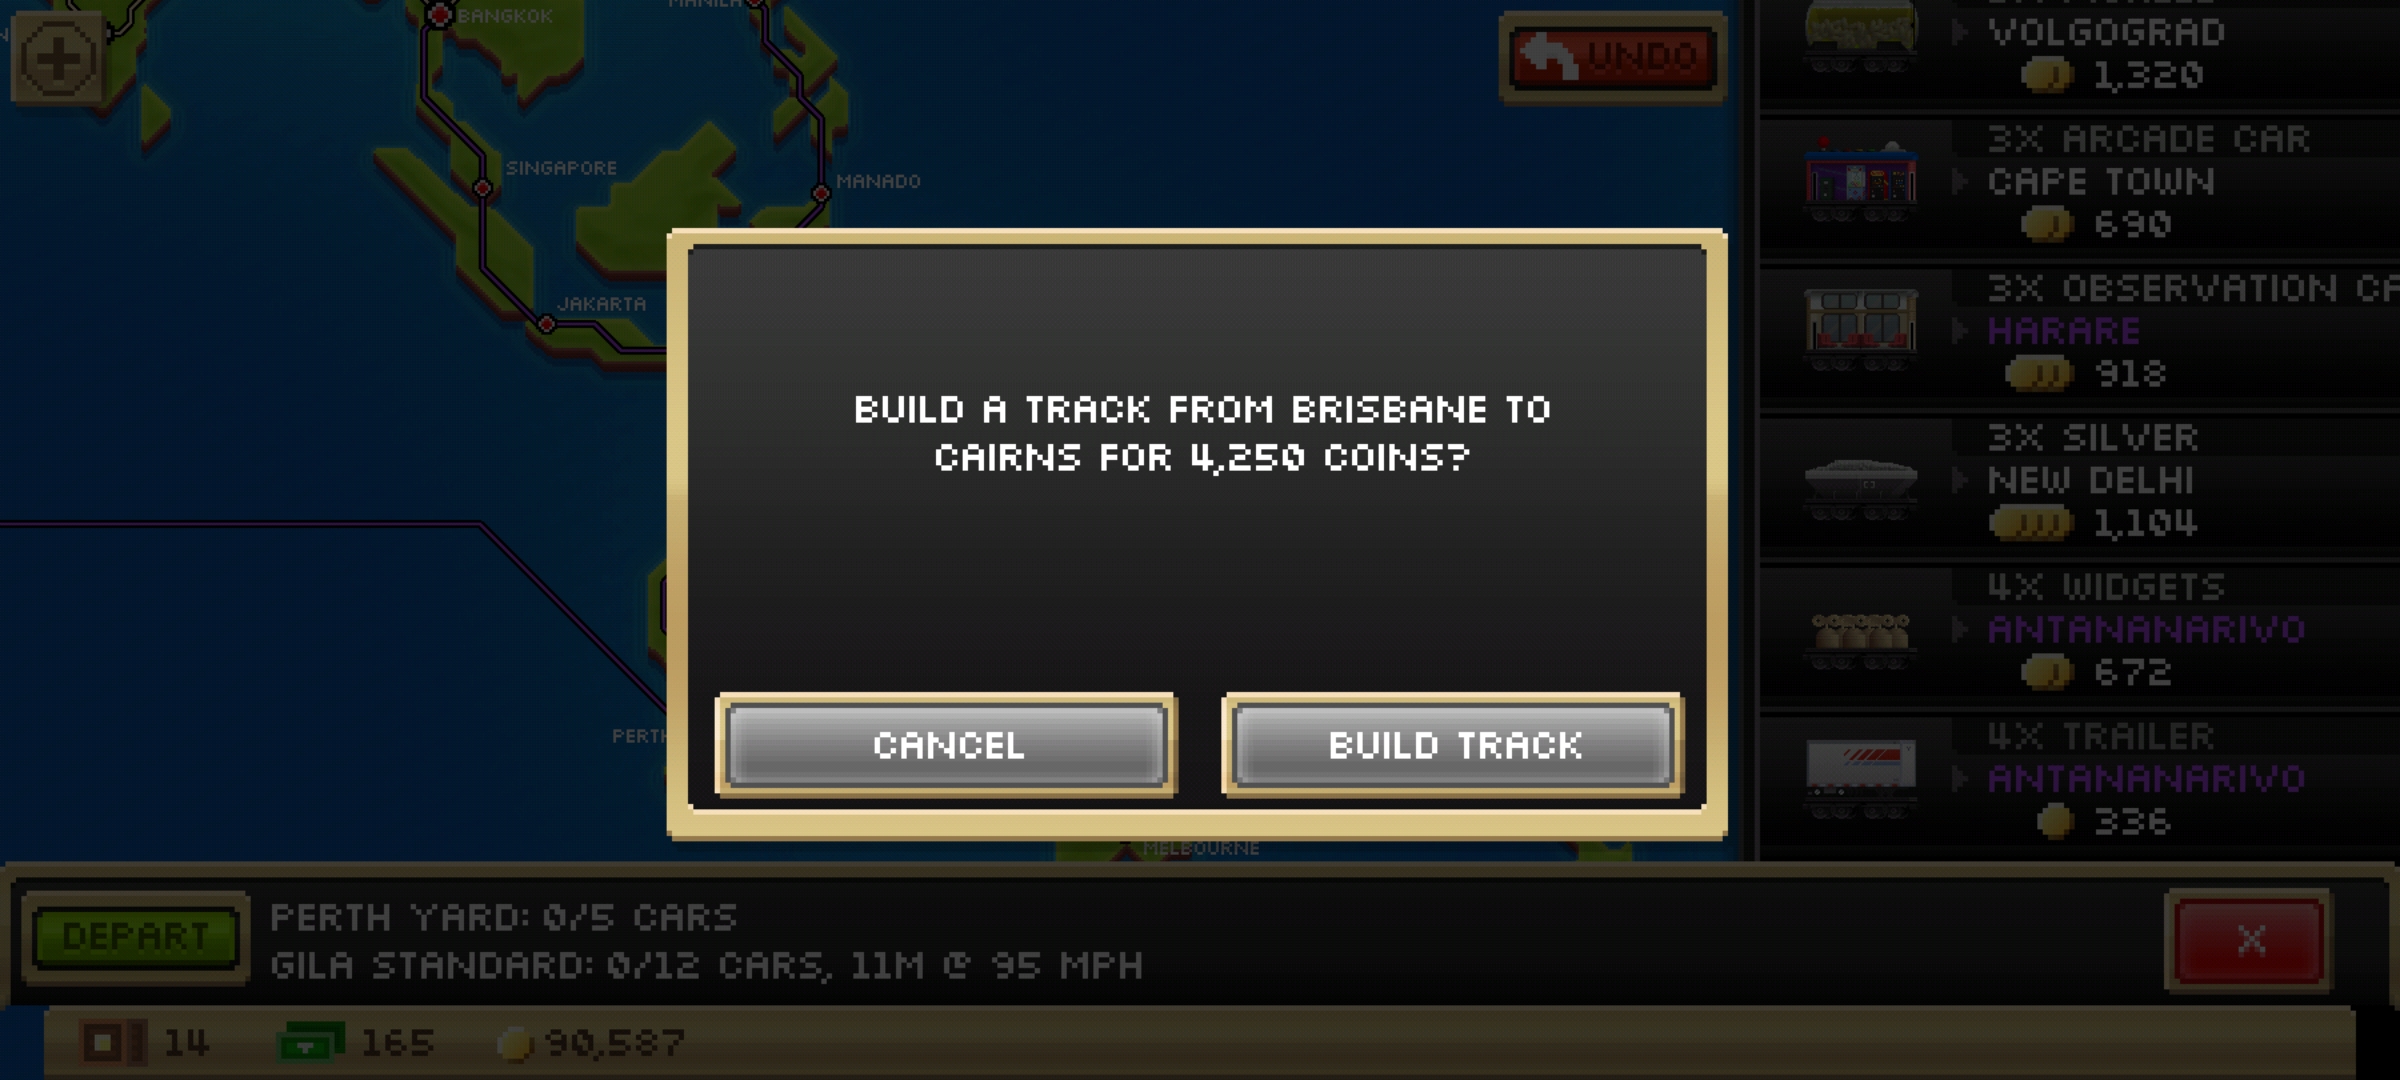 BANGKOK
UNDO
SINGAPORE
MANADO
JAKARTA
PERTH
MELBOURNE
BUILD A TRACK FROM BRISBANE TO
CAIRNS FOR 4,250 COINS?
CANCEL
BUILD TRACK
VOLGOGRAD
1,320
3X ARCADE CAR
CAPE TOWN
690
3X OBSERVATION CA
HARARE
918
3X SILVER
NEW DELHI
1,104
4X WIDGETS
ANTANANARIVO
672
4X TRAILER
ANTANANARIVO
336
DEPART
PERTH YARD: 0/5 CARS
GILA STANDARD: 0/12 CARS, 11M @ 95 MPH
X
14
165
90,587